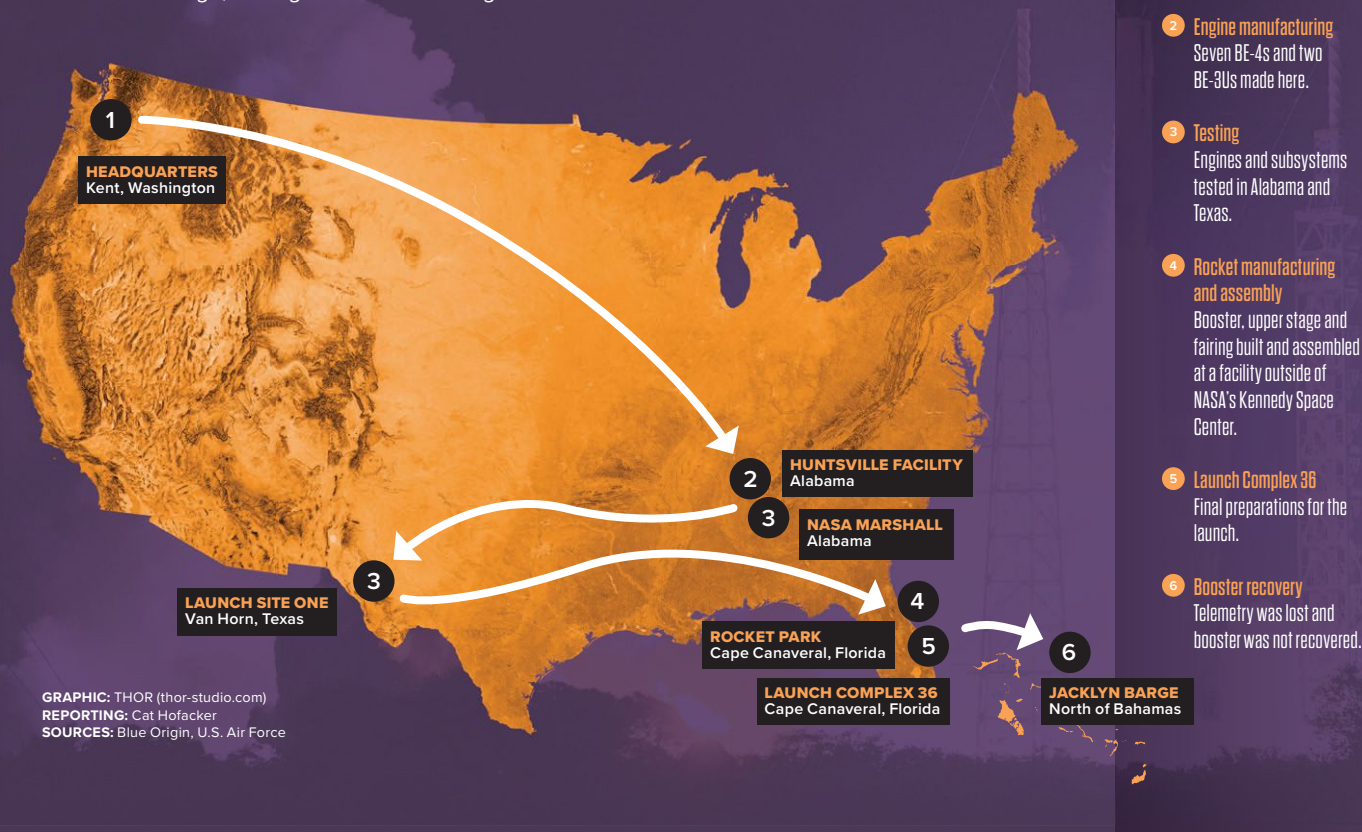 1
HEADQUARTERS
Kent, Washington
2
HUNTSVILLE FACILITY
Alabama
3
NASA MARSHALL
Alabama
3
LAUNCH SITE ONE
Van Horn, Texas
4
ROCKET PARK
Cape Canaveral, Florida
5
LAUNCH COMPLEX 36
Cape Canaveral, Florida
6
JACKLYN BARGE
North of Bahamas
GRAPHIC: THOR (thor-studio.com)
REPORTING: Cat Hofacker
SOURCES: Blue Origin, U.S. Air Force
2 Engine manufacturing
Seven BE-4s and two
BE-3Us made here.
3 Testing
Engines and subsystems
tested in Alabama and
Texas.
4 Rocket manufacturing
and assembly
Booster, upper stage and
fairing built and assembled
at a facility outside of
NASA's Kennedy Space
Center.
5 Launch Complex 36
Final preparations for the
launch.
6 Booster recovery
Telemetry was lost and
booster was not recovered.